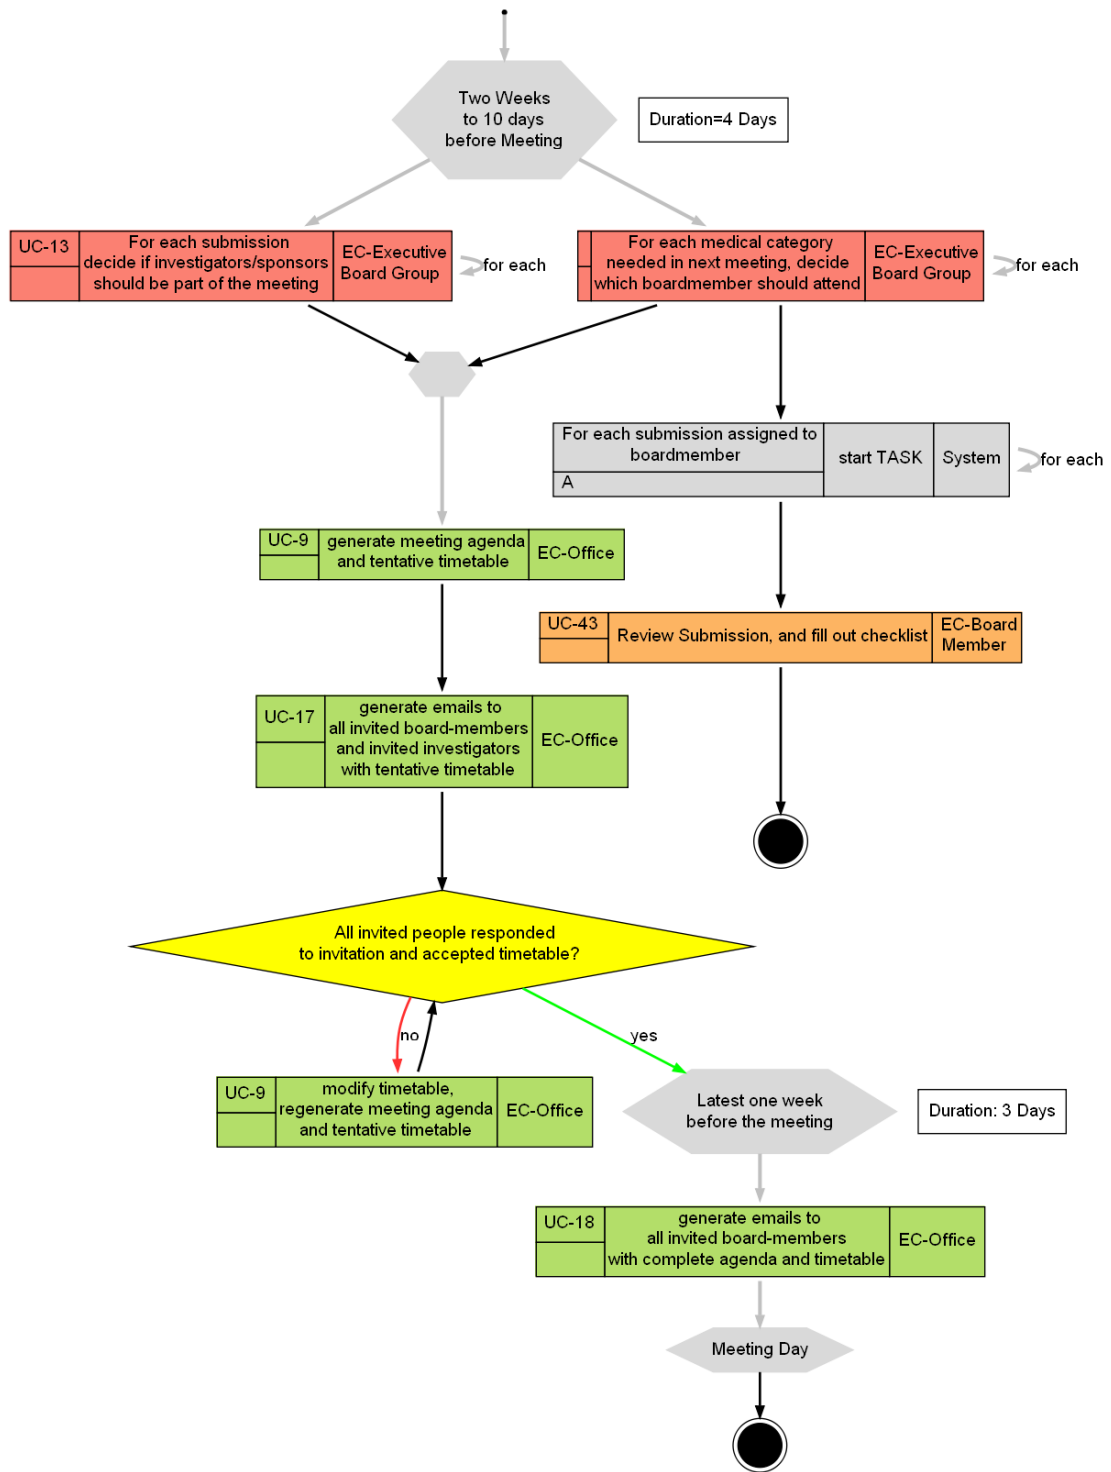 Two Weeks
to 10 days
before Meeting
Duration=4 Days
UC-13
For each submission
decide if investigators/sponsors
should be part of the meeting
EC-Executive
Board Group
for each
For each medical category
needed in next meeting, decide
which boardmember should attend
EC-Executive
Board Group
for each
For each submission assigned to
boardmember
A
start TASK
System
for each
UC-9
generate meeting agenda
and tentative timetable
EC-Office
UC-43
Review Submission, and fill out checklist
EC-Board
Member
UC-17
generate emails to
all invited board-members
and invited investigators
with tentative timetable
EC-Office
All invited people responded
to invitation and accepted timetable?
no
yes
UC-9
modify timetable,
regenerate meeting agenda
and tentative timetable
EC-Office
Latest one week
before the meeting
Duration: 3 Days
UC-18
generate emails to
all invited board-members
with complete agenda and timetable
EC-Office
Meeting Day